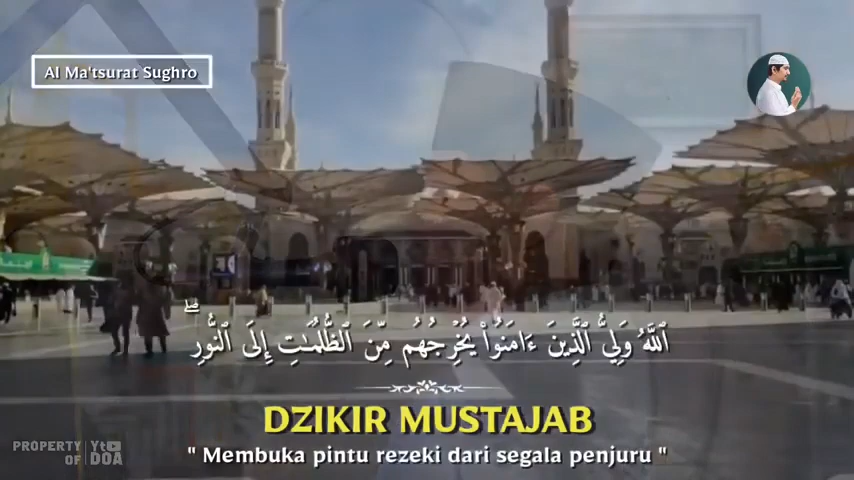 Al Ma'tsurat Sughro
ٱللَّهُ وَلِىُّ ٱلَّذِينَ ءَامَنُوا۟ يُخْرِجُهُم مِّنَ ٱلظُّلُمَـٰتِ إِلَى ٱلنُّورِ ۖ
DZIKIR MUSTAJAB
" Membuka pintu rezeki dari segala penjuru "
PROPERTY Yt
OF DOA